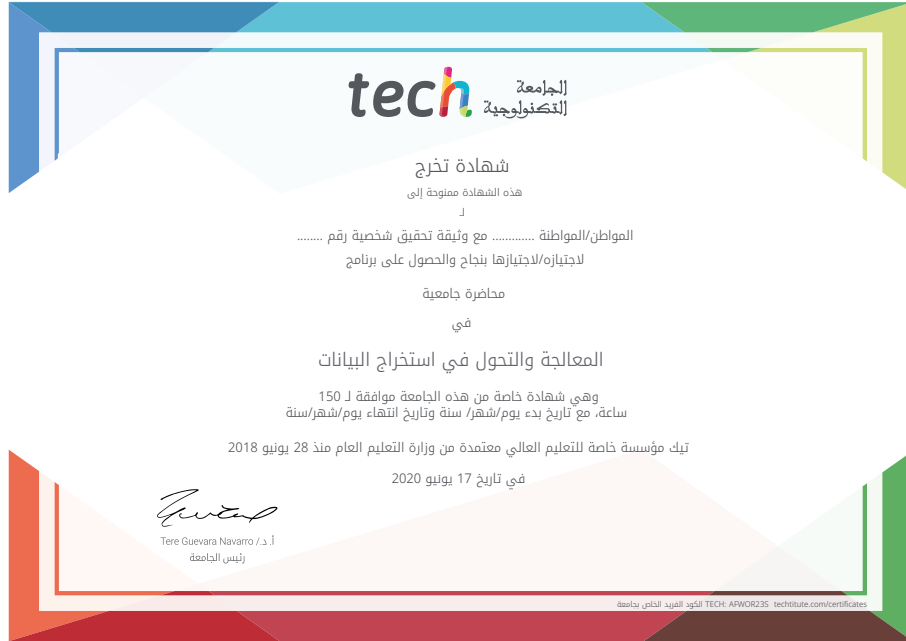 tech الجامعة
التكنولوجية
شهادة تخرج
هذه الشهادة ممنوحة إلى
لـ
المواطن/المواطنة ............. مع وثيقة تحقيق شخصية رقم ........
لاجتيازه/لاجتيازها بنجاح والحصول على برنامج
محاضرة جامعية
في
المعالجة والتحول في استخراج البيانات
وهي شهادة خاصة من هذه الجامعة موافقة لـ 150
ساعة، مع تاريخ بدء يوم/شهر/ سنة وتاريخ انتهاء يوم/شهر/سنة
تيك مؤسسة خاصة للتعليم العالي معتمدة من وزارة التعليم العام منذ 28 يونيو 2018
في تاريخ 17 يونيو 2020
أ. د./ Tere Guevara Navarro
رئيس الجامعة
الكود الفريد الخاص بجامعة TECH: AFWOR23S techtitute.com/certificates